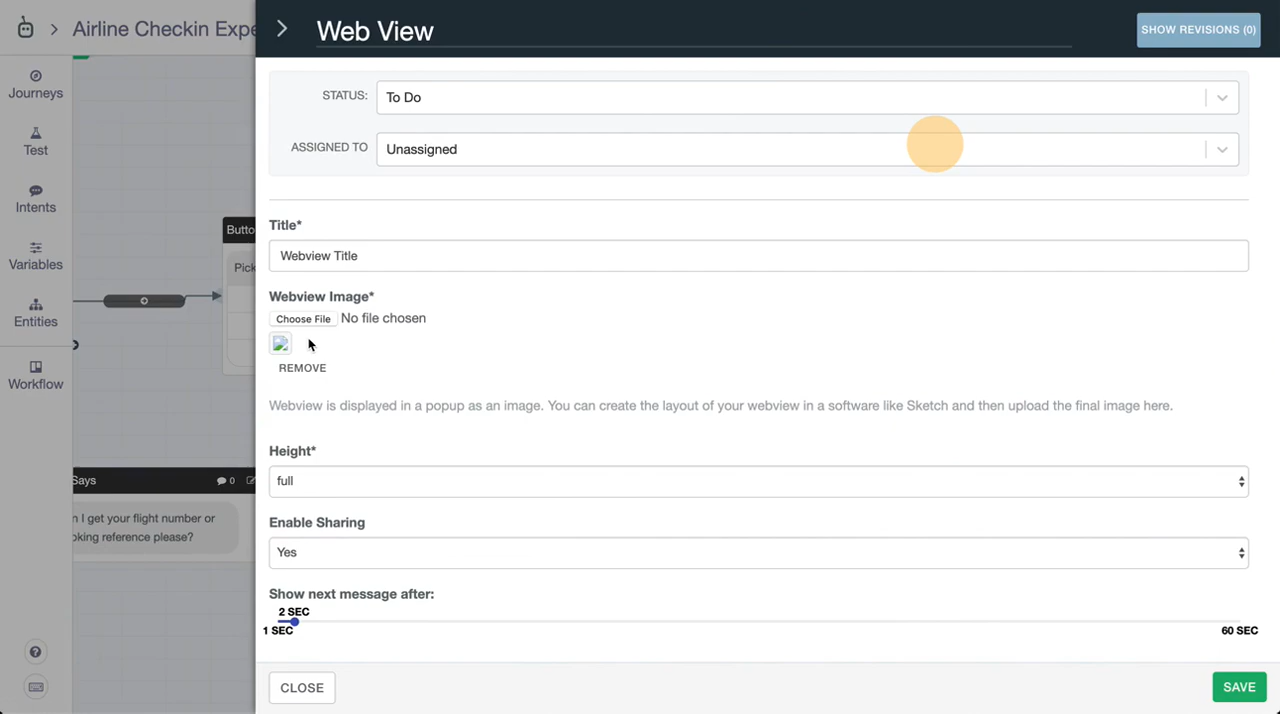 Airline Checkin Expe
Web View
SHOW REVISIONS (0)
Journeys
Test
Intents
Variables
Entities
Workflow
Butto
Pick
Says
0
n I get your flight number or
oking reference please?
STATUS:
To Do
ASSIGNED TO
Unassigned
Title*
Webview Title
Webview Image*
Choose File No file chosen
REMOVE
Webview is displayed in a popup as an image. You can create the layout of your webview in a software like Sketch and then upload the final image here.
Height*
full
Enable Sharing
Yes
Show next message after:
2 SEC
1 SEC
60 SEC
CLOSE
SAVE